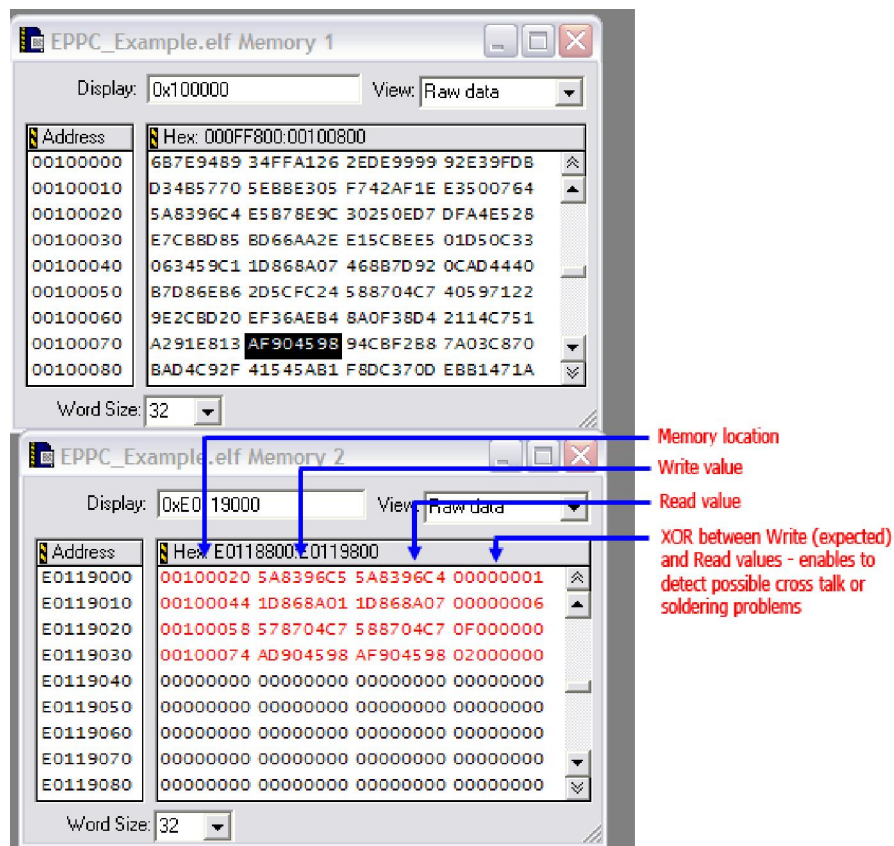 EPPC_Example.elf Memory 1
Display: 0x100000 View: Raw data
Address Hex: 000FF800:00100800
00100000 6B7E9489 34FFA126 2EDE9999 92E39FDB
00100010 D34B5770 5EBBE305 F742AF1E E3500764
00100020 5A8396C4 E5B78E9C 30250ED7 DFA4E528
00100030 E7CBBD85 BD66AA2E E15CBEE5 01D50C33
00100040 063459C1 1D868A07 468B7D92 0CAD4440
00100050 B7D86EB6 2D5CFC24 588704C7 40597122
00100060 9E2CBD20 EF36AEB4 8A0F38D4 2114C751
00100070 A291E813 AF904598 94CBF2B8 7A03C870
00100080 BAD4C92F 41545AB1 F8DC370D EBB1471A
Word Size: 32
EPPC_Example.elf Memory 2
Display: 0xE0119000 View: Raw data
Address Hex: E0118800:E0119800
E0119000 00100020 5A8396C5 5A8396C4 00000001
E0119010 00100044 1D868A01 1D868A07 00000006
E0119020 00100058 578704C7 588704C7 0F000000
E0119030 00100074 AD904598 AF904598 02000000
E0119040 00000000 00000000 00000000 00000000
E0119050 00000000 00000000 00000000 00000000
E0119060 00000000 00000000 00000000 00000000
E0119070 00000000 00000000 00000000 00000000
E0119080 00000000 00000000 00000000 00000000
Word Size: 32
Memory location
Write value
Read value
XOR between Write (expected)
and Read values - enables to
detect possible cross talk or
soldering problems